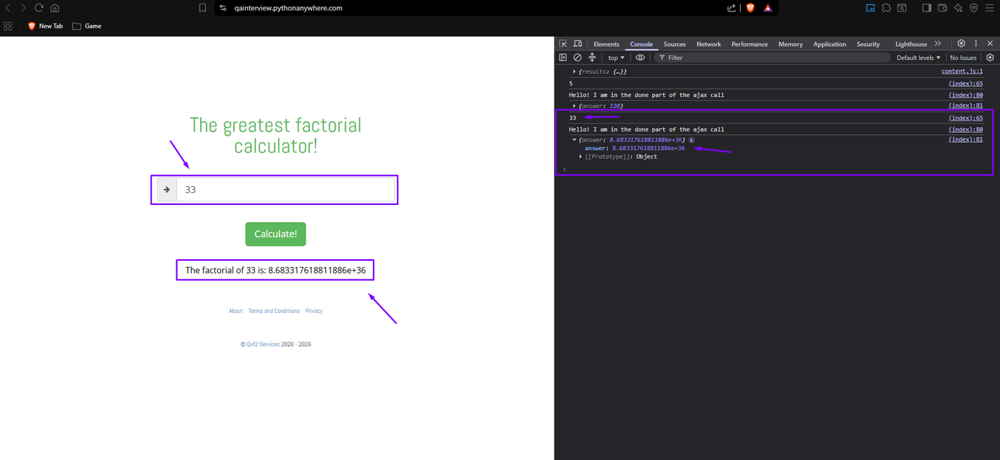 qainterview.pythonanywhere.com
New Tab Game
The greatest factorial
calculator!
33
Calculate!
The factorial of 33 is: 8.683317618811886e+36
About Terms and Conditions Privacy
© Qxf2 Services 2026 - 2026
Elements Console Sources Network Performance Memory Application Security Lighthouse
top Filter Default levels No Issues
{results: {…}} content.js:1
5 (index):65
Hello! I am in the done part of the ajax call (index):80
{answer: 120} (index):81
33 (index):65
Hello! I am in the done part of the ajax call (index):80
{answer: 8.683317618811886e+36} i (index):81
answer: 8.683317618811886e+36
[[Prototype]]: Object